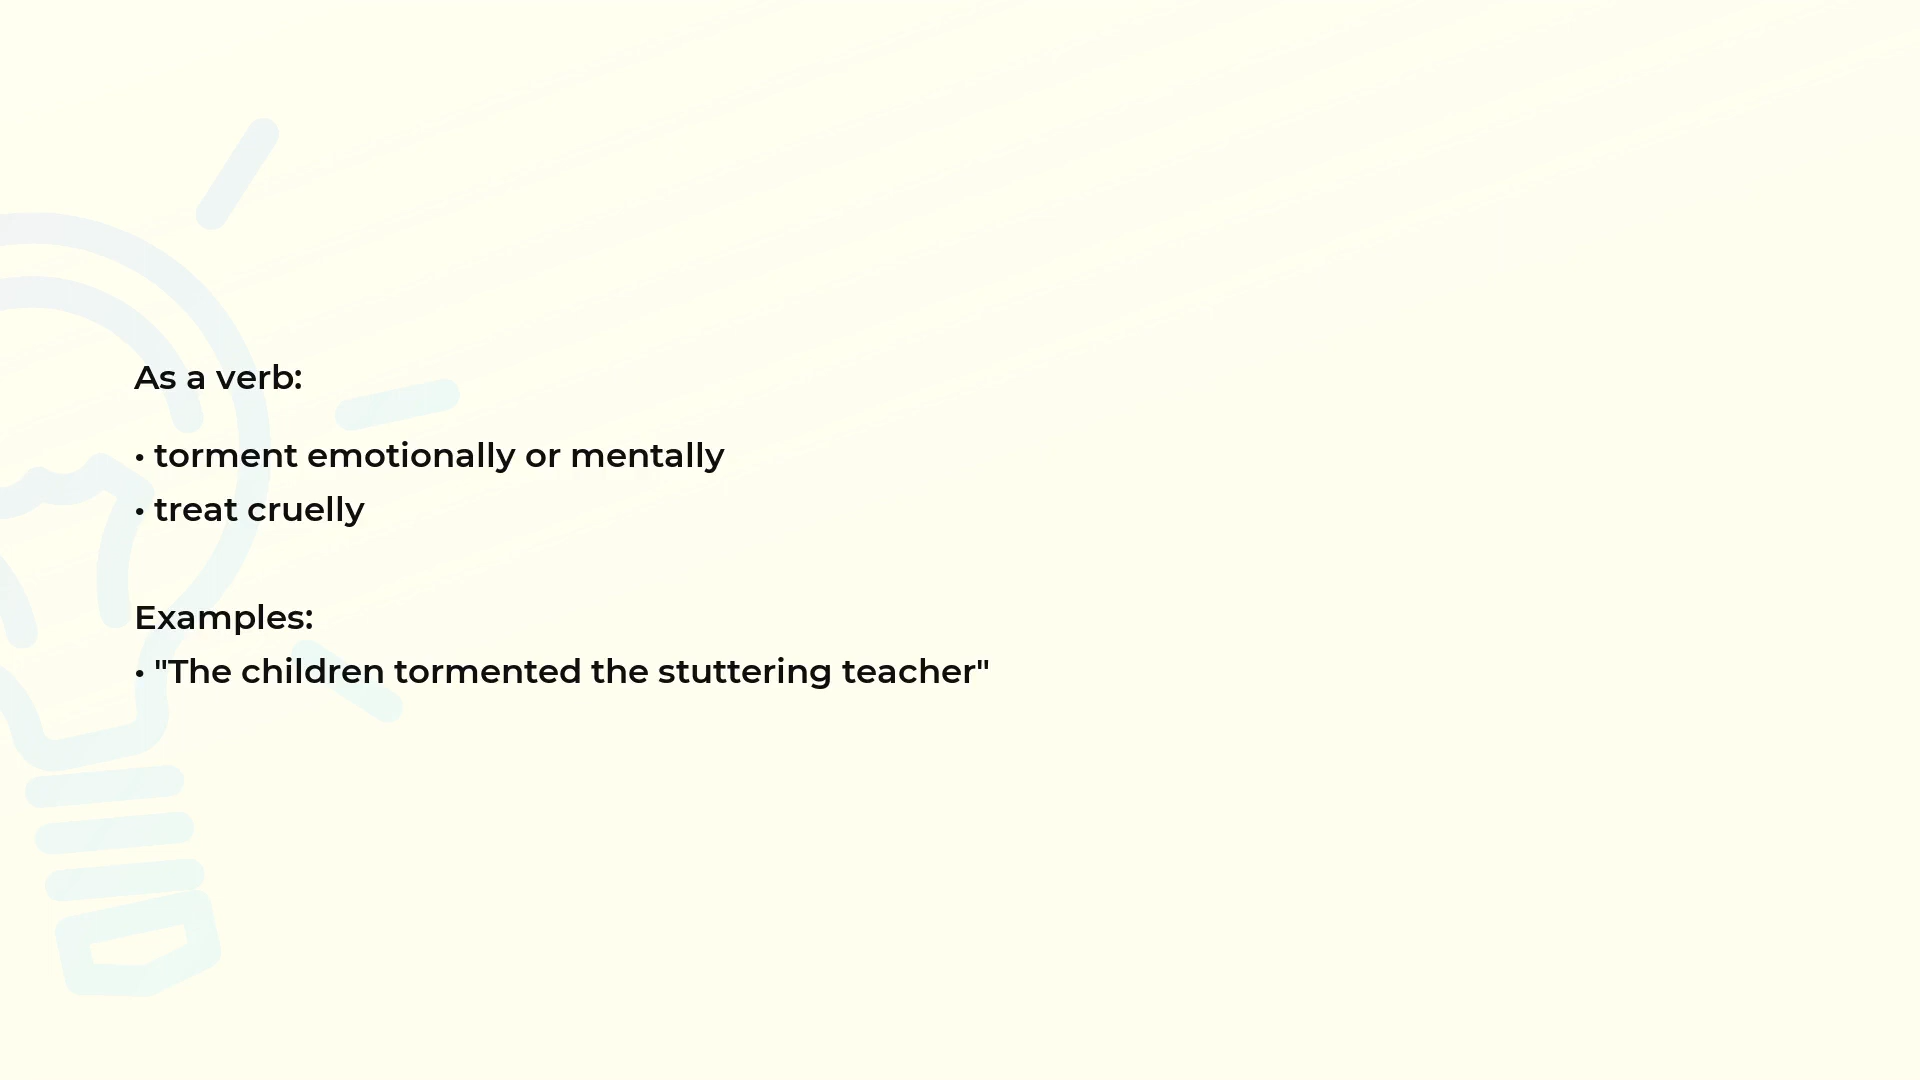 As a verb:
• torment emotionally or mentally
• treat cruelly
Examples:
• "The children tormented the stuttering teacher"